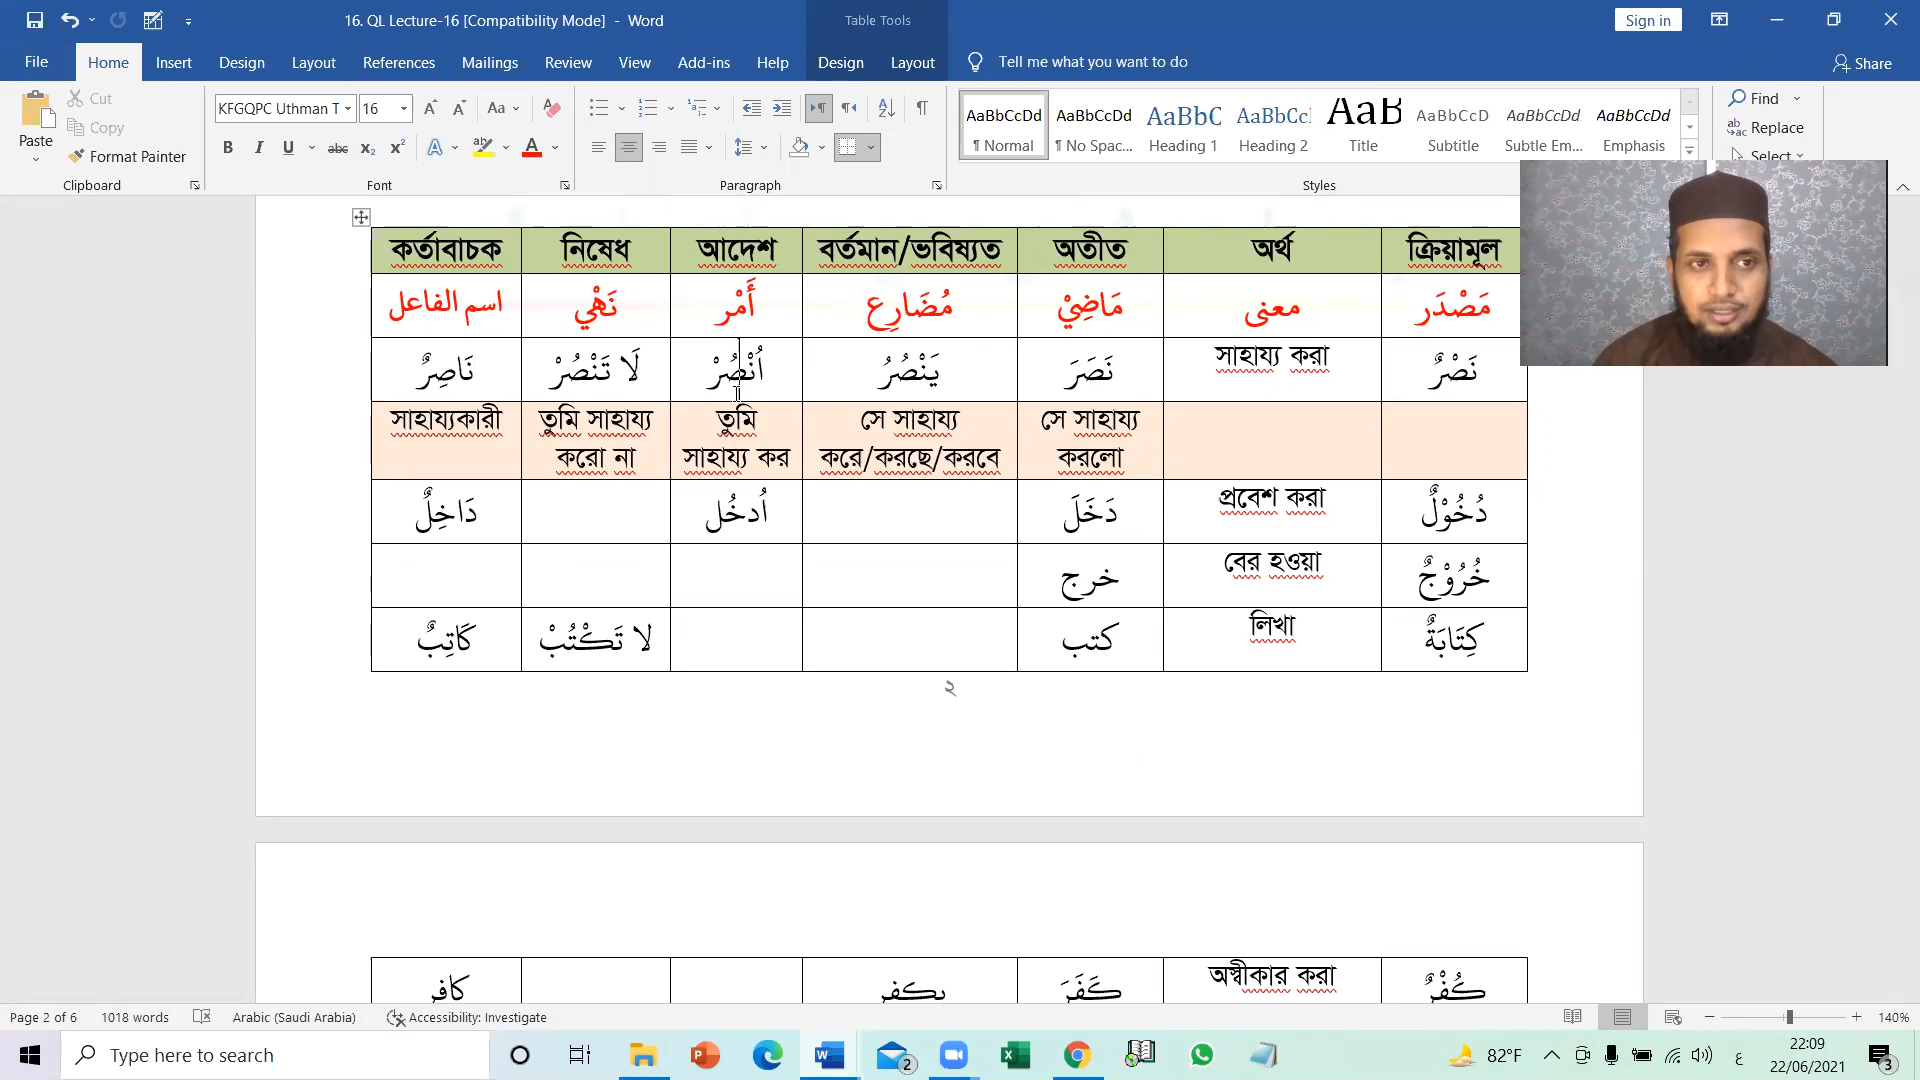 16. QL Lecture-16 [Compatibility Mode] - Word
Table Tools
Sign in
File Home Insert Design Layout References Mailings Review View Add-ins Help Design Layout Tell me what you want to do Share
Cut
Copy
Format Painter
Paste
Clipboard
KFGQPC Uthman T 16
Font
Paragraph
AaBbCcDd AaBbCcDd AaBbC AaBbCc AaB AaBbCcD AaBbCcDd AaBbCcDd
¶ Normal ¶ No Spac... Heading 1 Heading 2 Title Subtitle Subtle Em... Emphasis
Styles
Find
Replace
Select
কর্তাবাচক নিষেধ আদেশ বর্তমান/ভবিষ্যত অতীত অর্থ ক্রিয়ামূল
مَصْدَر معنى مَاضِيْ مُضَارِع أَمْر نَهْي اسم الفاعل
نَصْرٌ সাহায্য করা نَصَرَ يَنْصُرُ اُنْصُرْ لَا تَنْصُرْ نَاصِرٌ
সাহায্যকারী তুমি সাহায্য তুমি সে সাহায্য সে সাহায্য
করো না সাহায্য কর করে/করছে/করবে করলো
دُخُوْلٌ প্রবেশ করা دَخَلَ اُدخُل دَاخِلٌ
خُرُوْجٌ বের হওয়া خرج
كِتَابَةٌ লিখা كتب لا تَكْتُبْ كَاتِبٌ
২
كُفْرٌ অস্বীকার করা كَفَرَ يكفر كافر
Page 2 of 6 1018 words Arabic (Saudi Arabia) Accessibility: Investigate 140%
Type here to search
2
82°F
ع
22:09
22/06/2021
3